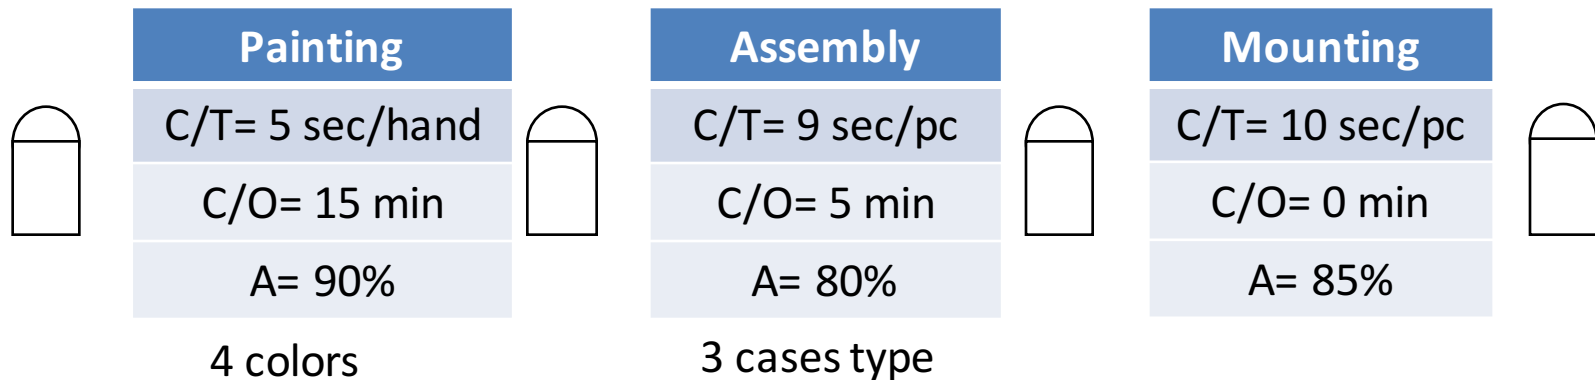 Painting
C/T= 5 sec/hand
C/O= 15 min
A= 90%
4 colors
Assembly
C/T= 9 sec/pc
C/O= 5 min
A= 80%
3 cases type
Mounting
C/T= 10 sec/pc
C/O= 0 min
A= 85%